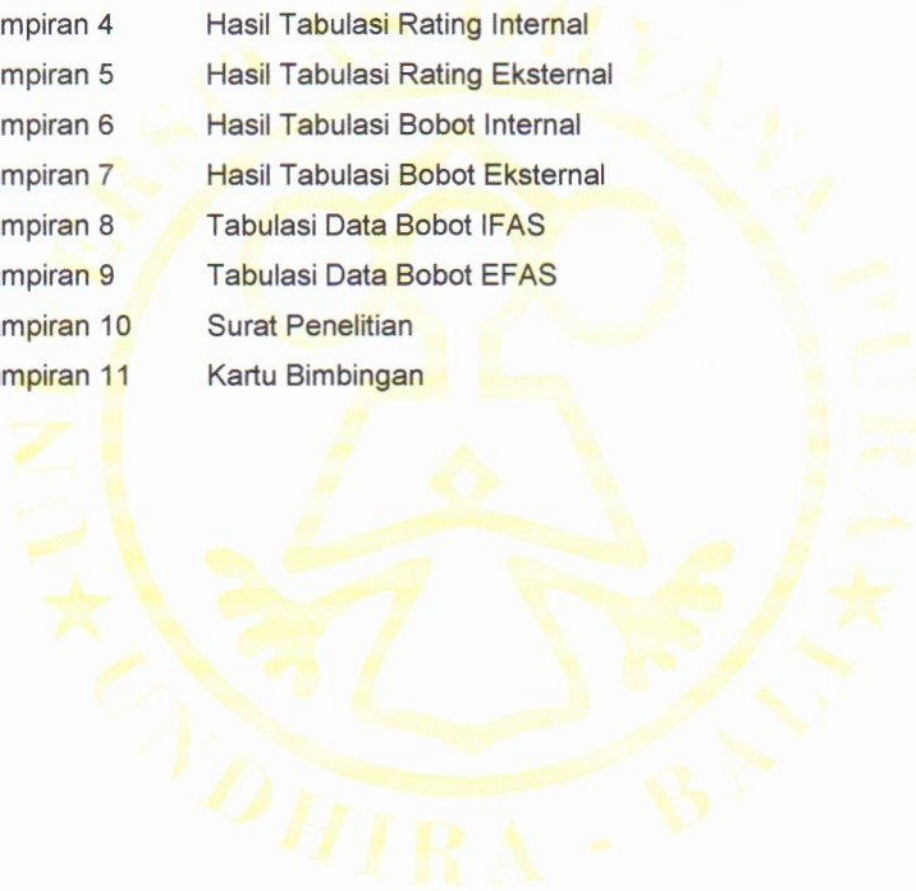 mpiran 4 Hasil Tabulasi Rating Internal
mpiran 5 Hasil Tabulasi Rating Eksternal
mpiran 6 Hasil Tabulasi Bobot Internal
mpiran 7 Hasil Tabulasi Bobot Eksternal
mpiran 8 Tabulasi Data Bobot IFAS
mpiran 9 Tabulasi Data Bobot EFAS
mpiran 10 Surat Penelitian
mpiran 11 Kartu Bimbingan
UNDHIRA - BALI